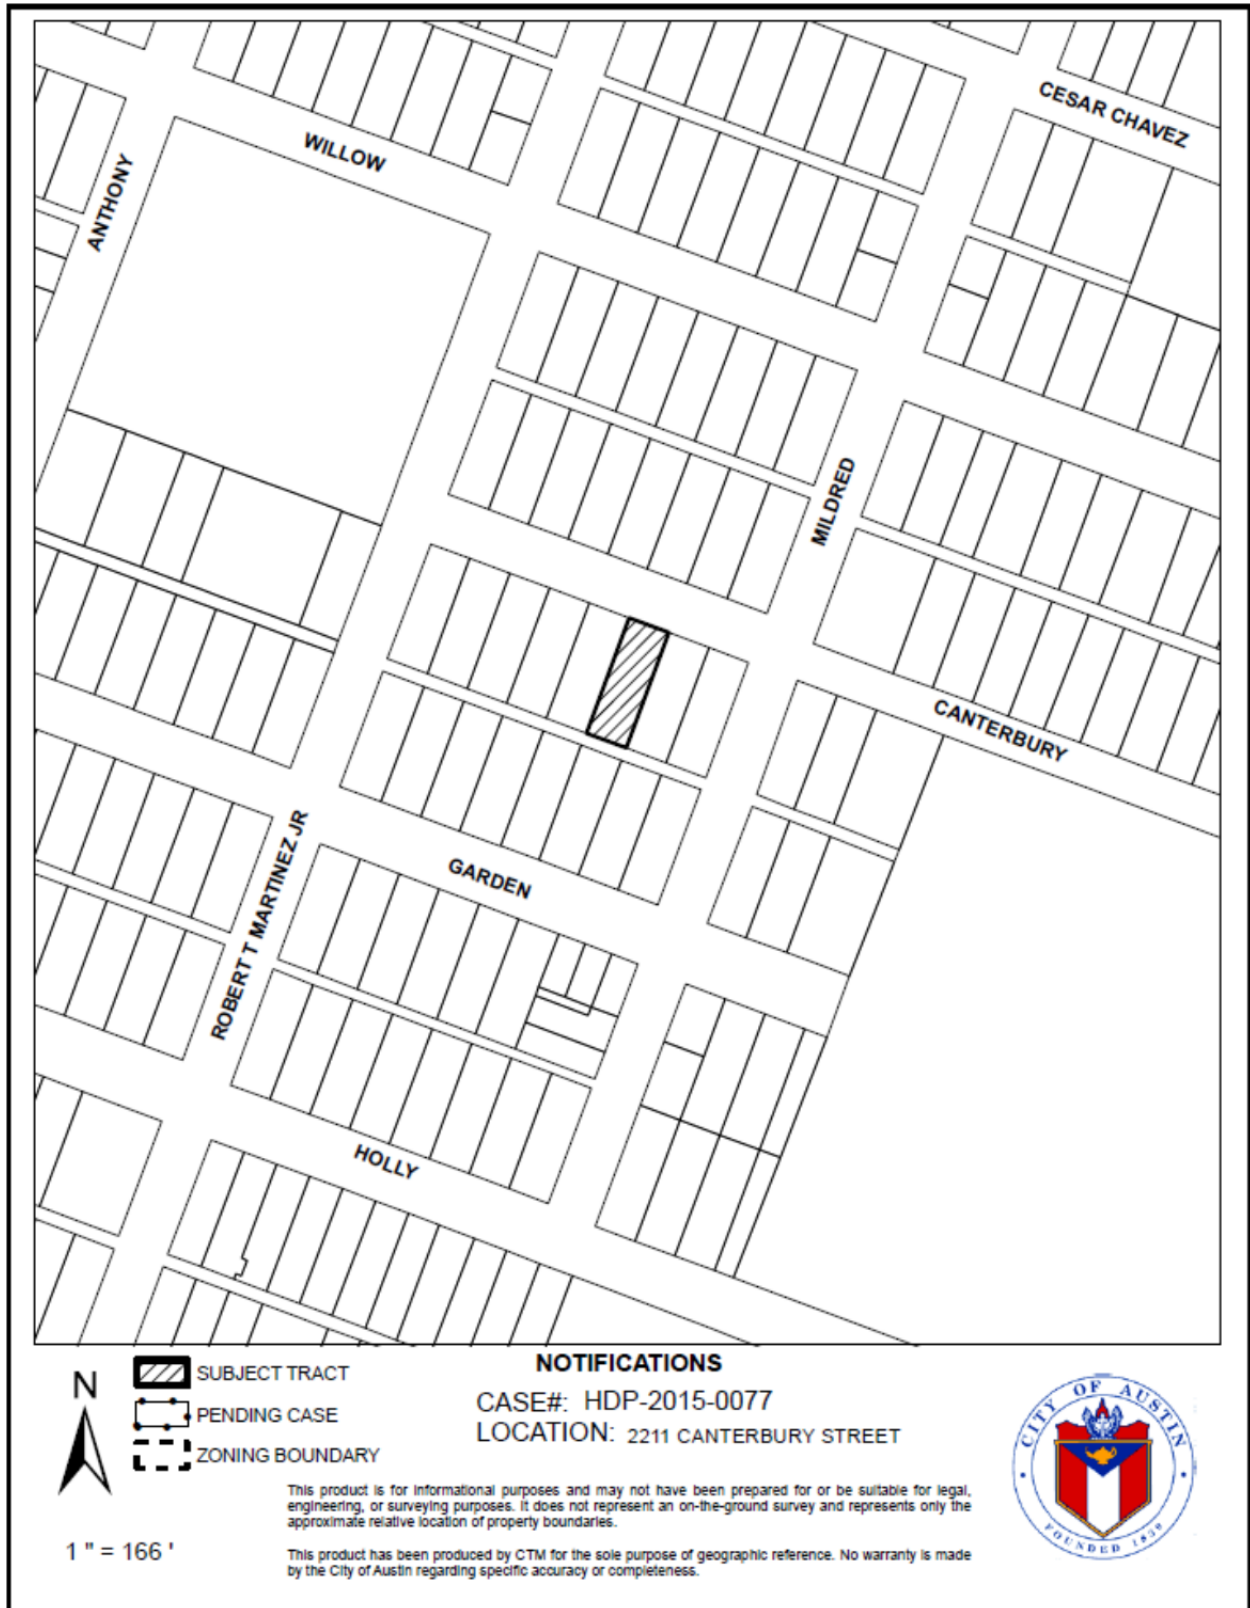 CESAR CHAVEZ
WILLOW
ANTHONY
MILDRED
CANTERBURY
GARDEN
ROBERT T MARTINEZ JR
HOLLY
N
SUBJECT TRACT
PENDING CASE
ZONING BOUNDARY
1 " = 166 '
NOTIFICATIONS
CASE#: HDP-2015-0077
LOCATION: 2211 CANTERBURY STREET
This product is for informational purposes and may not have been prepared for or be suitable for legal,
engineering, or surveying purposes. It does not represent an on-the-ground survey and represents only the
approximate relative location of property boundaries.
This product has been produced by CTM for the sole purpose of geographic reference. No warranty is made
by the City of Austin regarding specific accuracy or completeness.
CITY OF AUSTIN
FOUNDED 1839